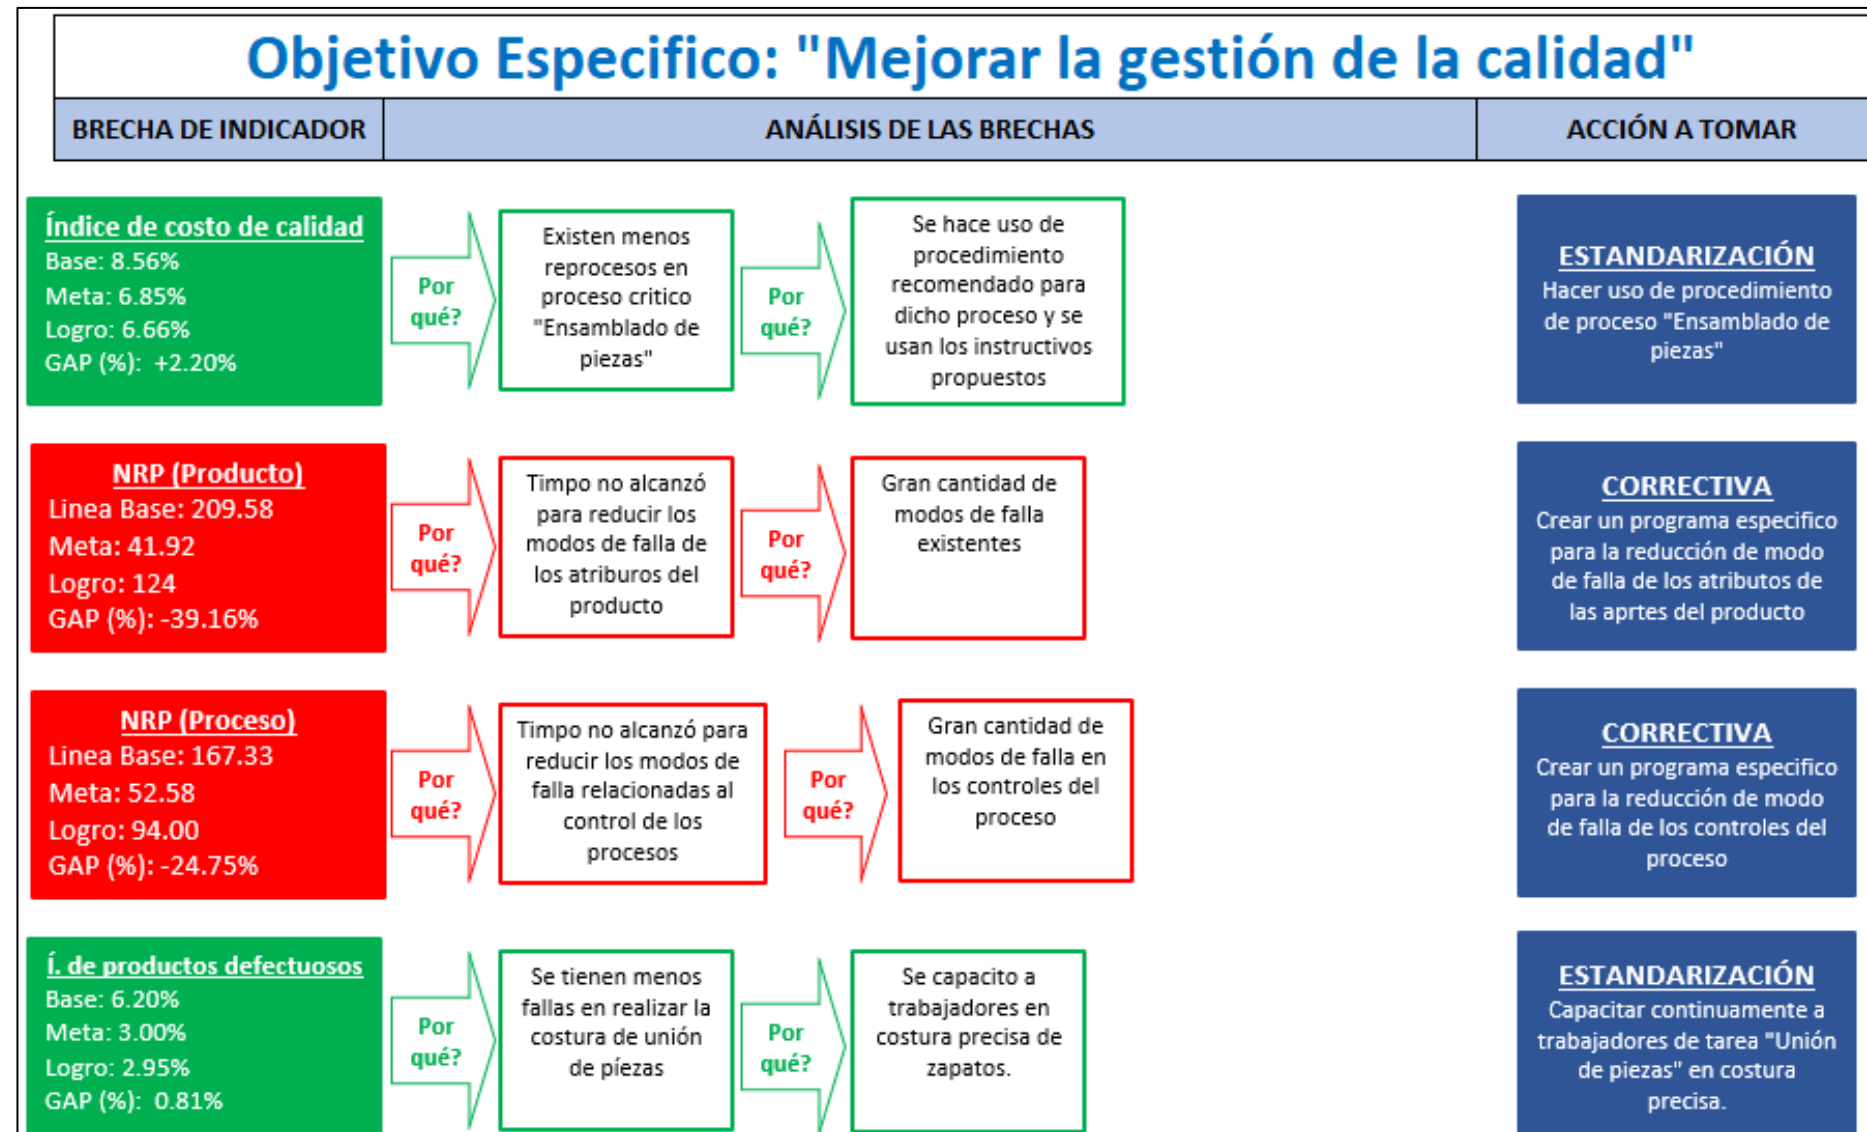 Objetivo Especifico: "Mejorar la gestión de la calidad"
BRECHA DE INDICADOR
ANÁLISIS DE LAS BRECHAS
ACCIÓN A TOMAR
Índice de costo de calidad
Base: 8.56%
Meta: 6.85%
Logro: 6.66%
GAP (%): +2.20%
Por
qué?
Existen menos
reprocesos en
proceso critico
"Ensamblado de
piezas"
Por
qué?
Se hace uso de
procedimiento
recomendado para
dicho proceso y se
usan los instructivos
propuestos
ESTANDARIZACIÓN
Hacer uso de procedimiento
de proceso "Ensamblado de
piezas"
NRP (Producto)
Linea Base: 209.58
Meta: 41.92
Logro: 124
GAP (%): -39.16%
Por
qué?
Timpo no alcanzó
para reducir los
modos de falla de
los atriburos del
producto
Por
qué?
Gran cantidad de
modos de falla
existentes
CORRECTIVA
Crear un programa especifico
para la reducción de modo
de falla de los atributos de
las aprtes del producto
NRP (Proceso)
Linea Base: 167.33
Meta: 52.58
Logro: 94.00
GAP (%): -24.75%
Por
qué?
Timpo no alcanzó para
reducir los modos de
falla relacionadas al
control de los
procesos
Por
qué?
Gran cantidad de
modos de falla en
los controles del
proceso
CORRECTIVA
Crear un programa especifico
para la reducción de modo
de falla de los controles del
proceso
Í. de productos defectuosos
Base: 6.20%
Meta: 3.00%
Logro: 2.95%
GAP (%): 0.81%
Por
qué?
Se tienen menos
fallas en realizar la
costura de unión
de píezas
Por
qué?
Se capacito a
trabajadores en
costura precisa de
zapatos.
ESTANDARIZACIÓN
Capacitar continuamente a
trabajadores de tarea "Unión
de piezas" en costura
precisa.